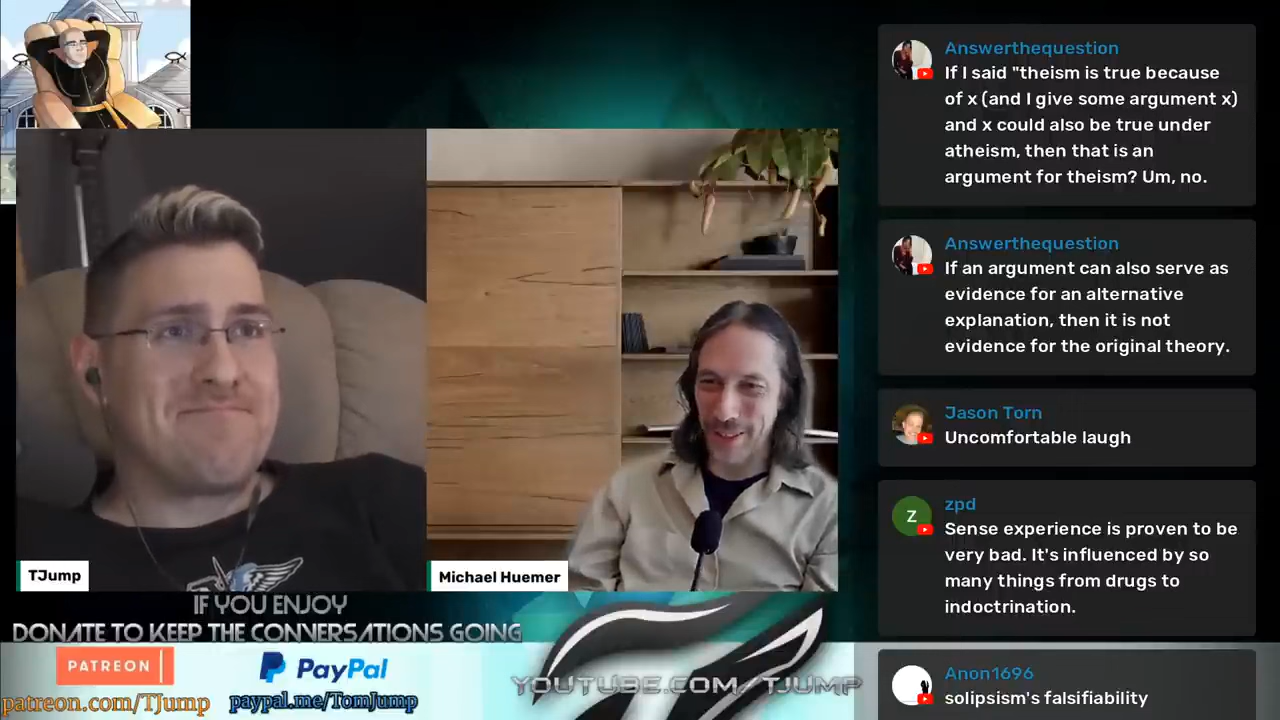 Answerthequestion
If I said "theism is true because
of x (and I give some argument x)
and x could also be true under
atheism, then that is an
argument for theism? Um, no.
Answerthequestion
If an argument can also serve as
evidence for an alternative
explanation, then it is not
evidence for the original theory.
Jason Torn
Uncomfortable laugh
Z
zpd
Sense experience is proven to be
very bad. It's influenced by so
many things from drugs to
indoctrination.
Anon1696
solipsism's falsifiability
TJump
Michael Huemer
IF YOU ENJOY
DONATE TO KEEP THE CONVERSATIONS GOING
PATREON
PayPal
patreon.com/TJump
paypal.me/TomJump
YOUTUBE.COM/TJUMP